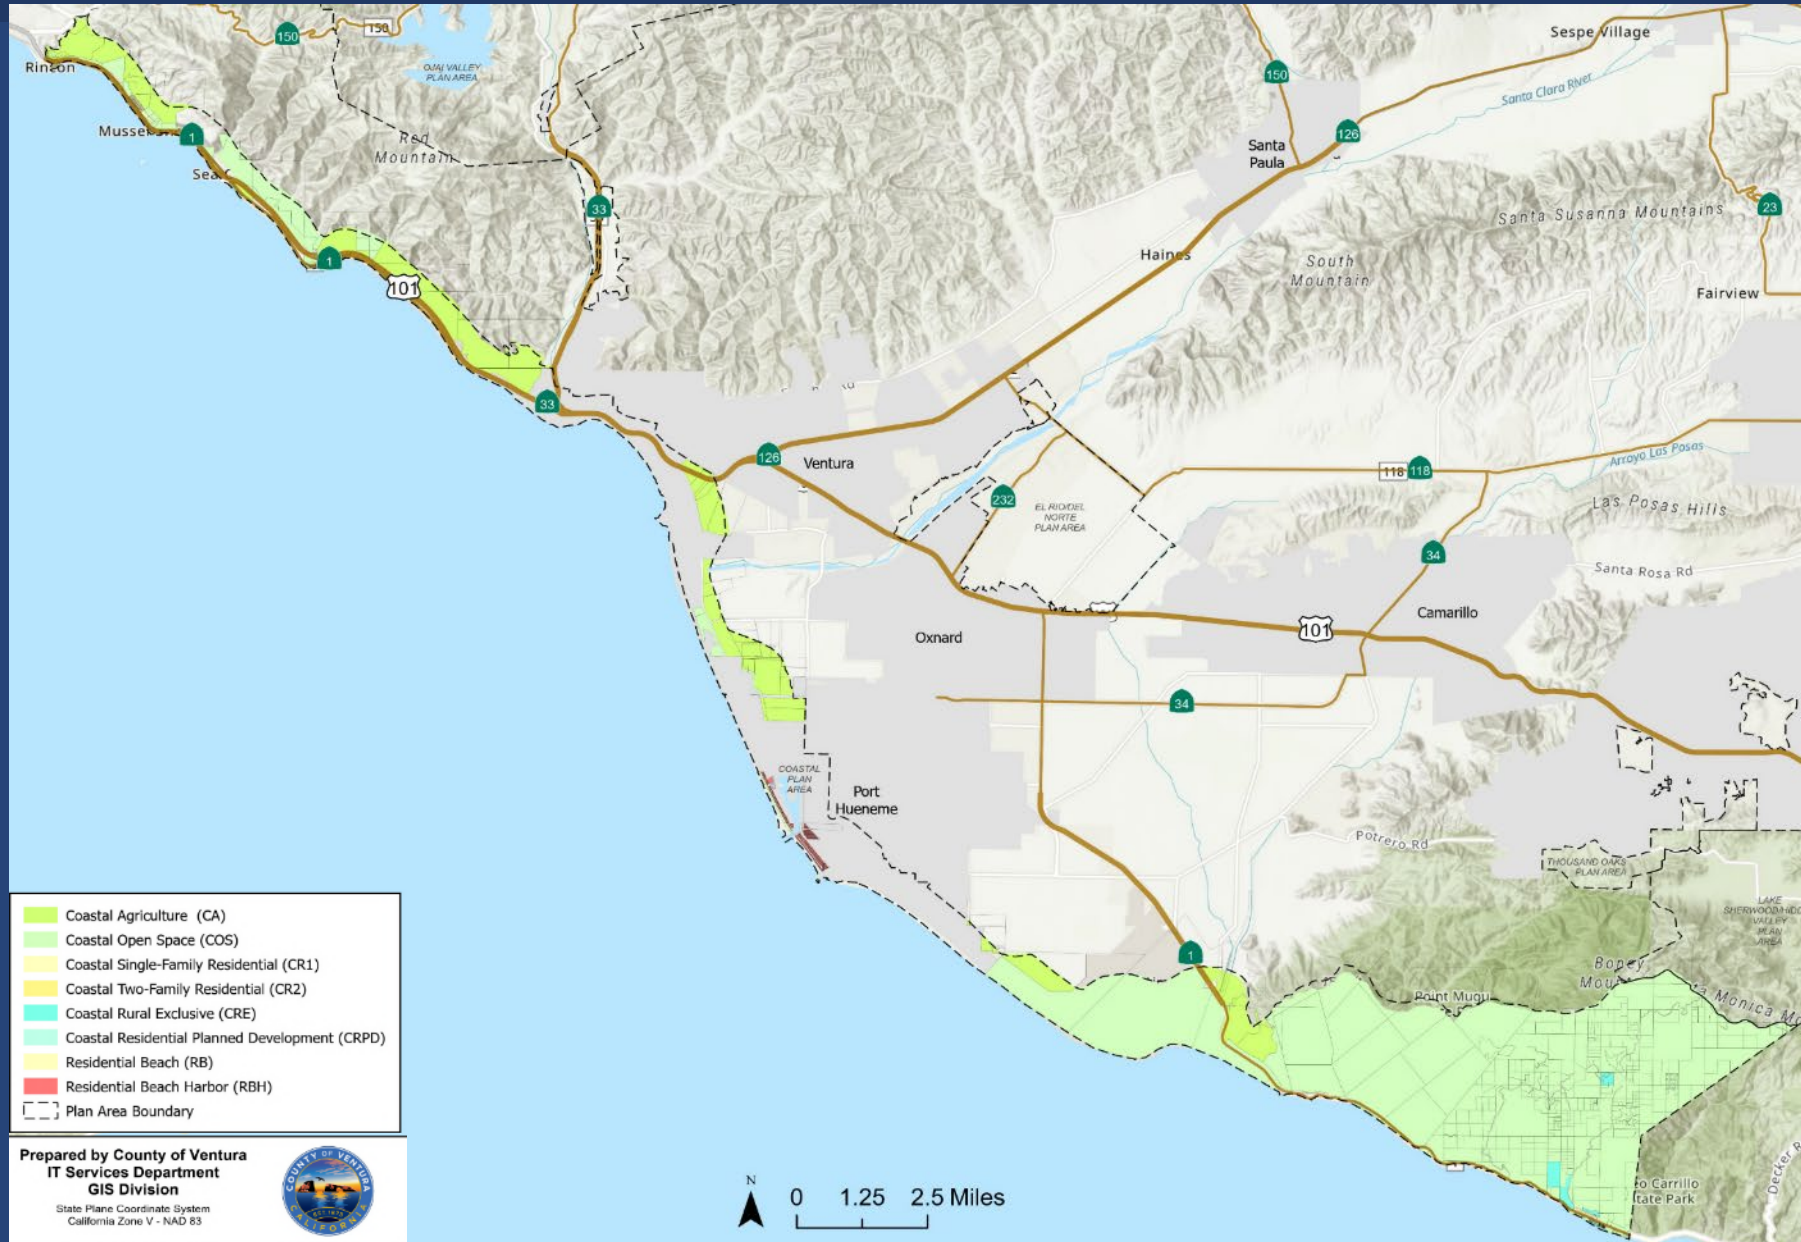 150
150
Sespe Village
Rincon
OJAI VALLEY
PLAN AREA
150
Santa Clara River
126
1
Red
Mountain
Santa
Paula
33
Santa Susanna Mountains
23
Haines
South
Mountain
1
101
Fairview
33
126
Ventura
118
118
Arroyo Las Posas
232
EL RIO/DEL
NORTE
PLAN AREA
Las Posas Hills
34
Santa Rosa Rd
Oxnard
101
Camarillo
34
COASTAL
PLAN
AREA
Port
Hueneme
Potrero Rd
THOUSAND OAKS
PLAN AREA
LAKE
VALLEY
PLAN
AREA
1
Boney
Point Mugu
Decker
Coastal Agriculture (CA)
Coastal Open Space (COS)
Coastal Single-Family Residential (CR1)
Coastal Two-Family Residential (CR2)
Coastal Rural Exclusive (CRE)
Coastal Residential Planned Development (CRPD)
Residential Beach (RB)
Residential Beach Harbor (RBH)
Plan Area Boundary
Prepared by County of Ventura
IT Services Department
GIS Division
State Plane Coordinate System
California Zone V - NAD 83
COUNTY OF VENTURA
CALIFORNIA
N
0 1.25 2.5 Miles